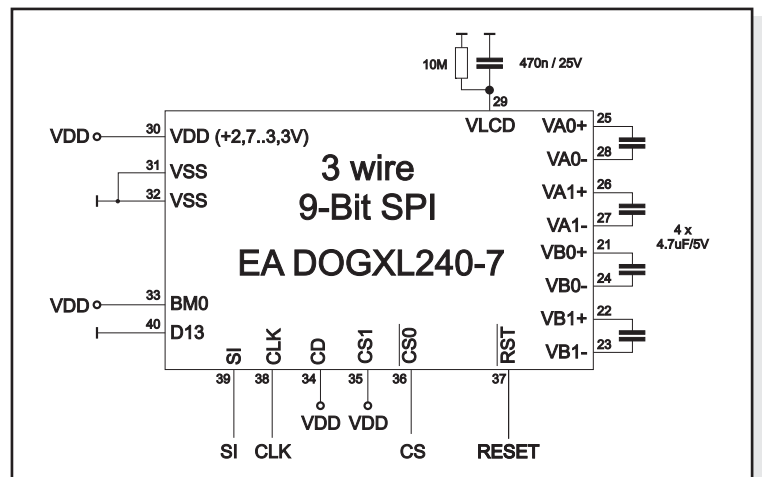 10M
470n / 25V
29
VLCD
VDD
30
VDD (+2,7..3,3V)
31
VSS
32
VSS
3 wire
9-Bit SPI
EA DOGXL240-7
VA0+
25
VA0-
28
VA1+
26
VA1-
27
VB0+
21
VB0-
24
VB1+
22
VB1-
23
4 x
4.7uF/5V
VDD
33
BM0
40
D13
SI
CLK
CD
CS1
CS0
RST
39
38
34
35
36
37
VDD
VDD
SI
CLK
CS
RESET